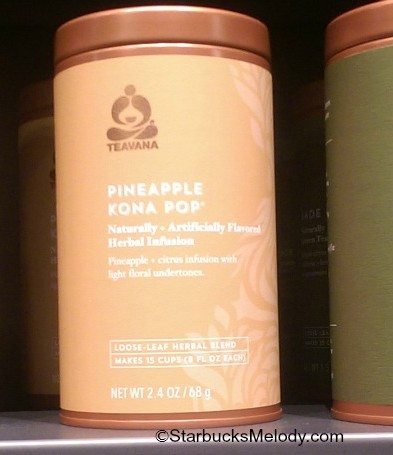 TEAVANA
PINEAPPLE
KONA POP®
Naturally + Artificially Flavored
Herbal Infusion
Pineapple + citrus infusion with
light floral undertones.
LOOSE-LEAF HERBAL BLEND
MAKES 15 CUPS (8 FL OZ EACH)
NET WT 2.4 OZ / 68 g
©StarbucksMelody.com